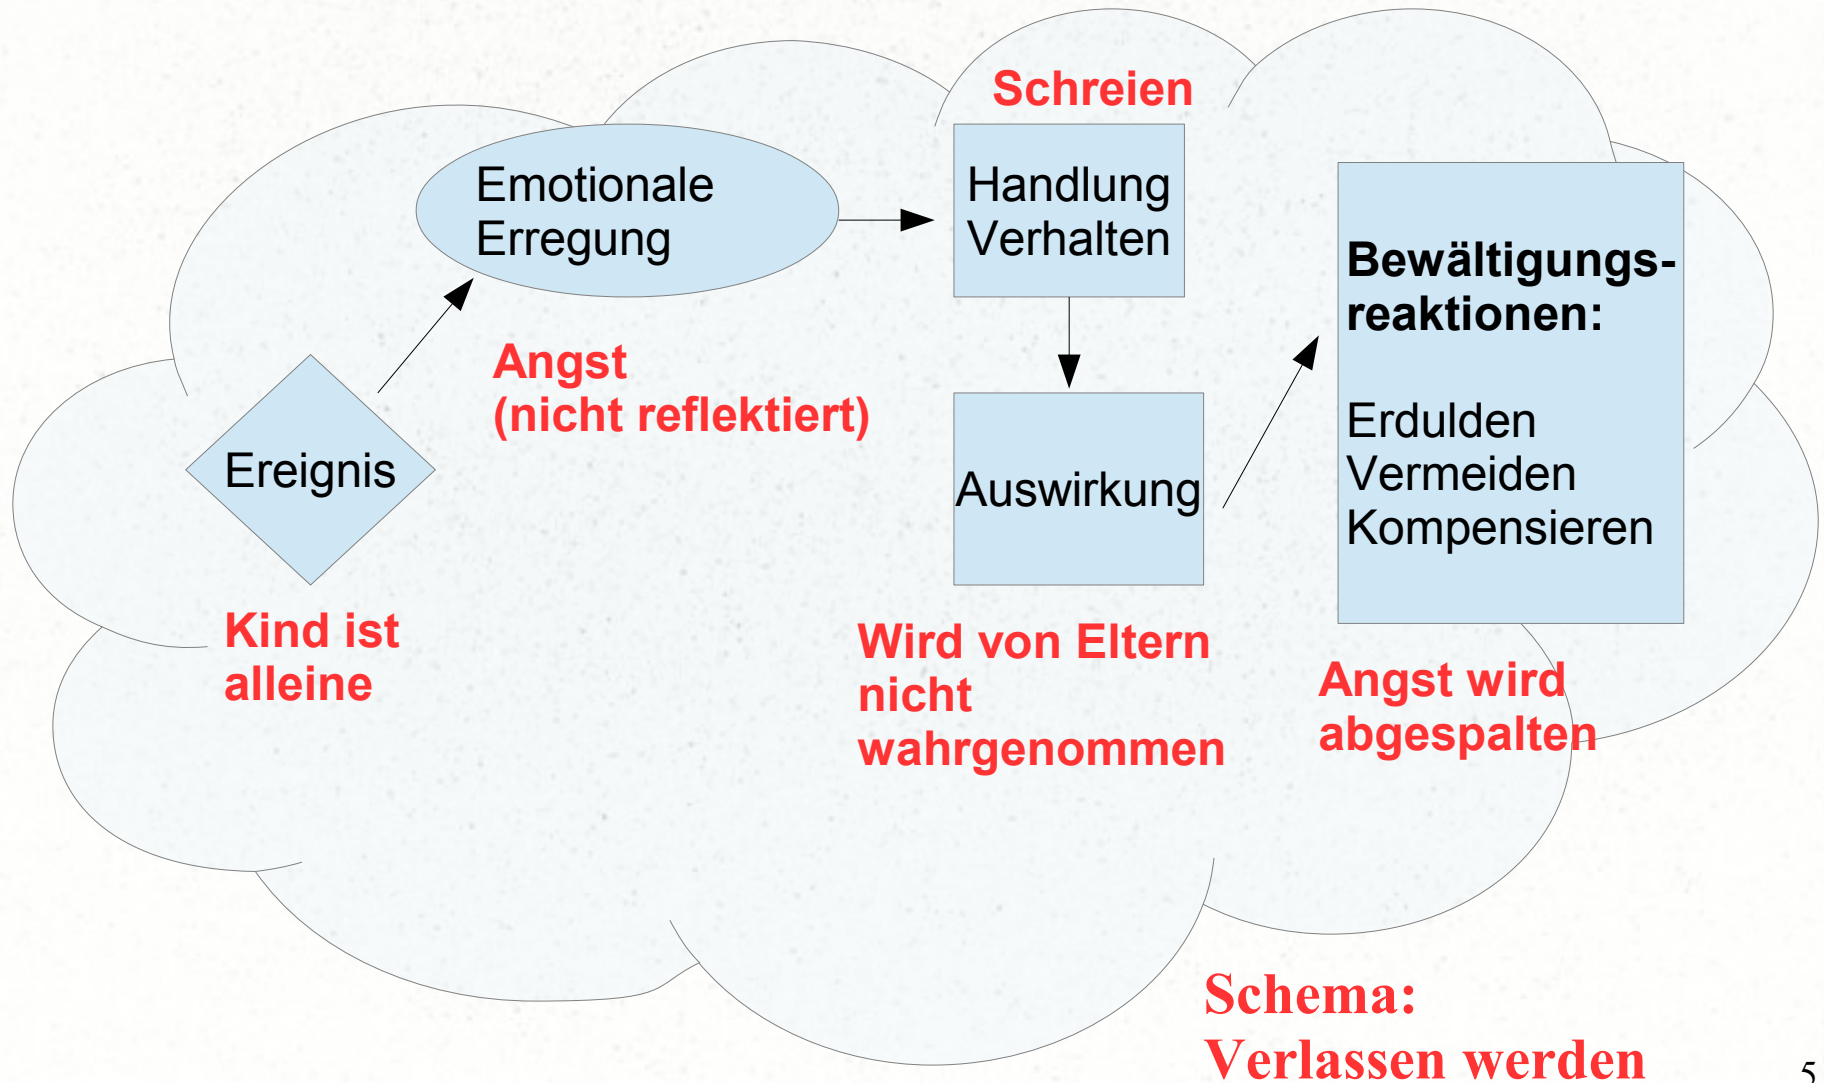 Schreien
Emotionale
Erregung
Handlung
Verhalten
Bewältigungs-
reaktionen:
Erdulden
Vermeiden
Kompensieren
Angst
(nicht reflektiert)
Ereignis
Auswirkung
Kind ist
alleine
Wird von Eltern
nicht
wahrgenommen
Angst wird
abgespalten
Schema:
Verlassen werden
5